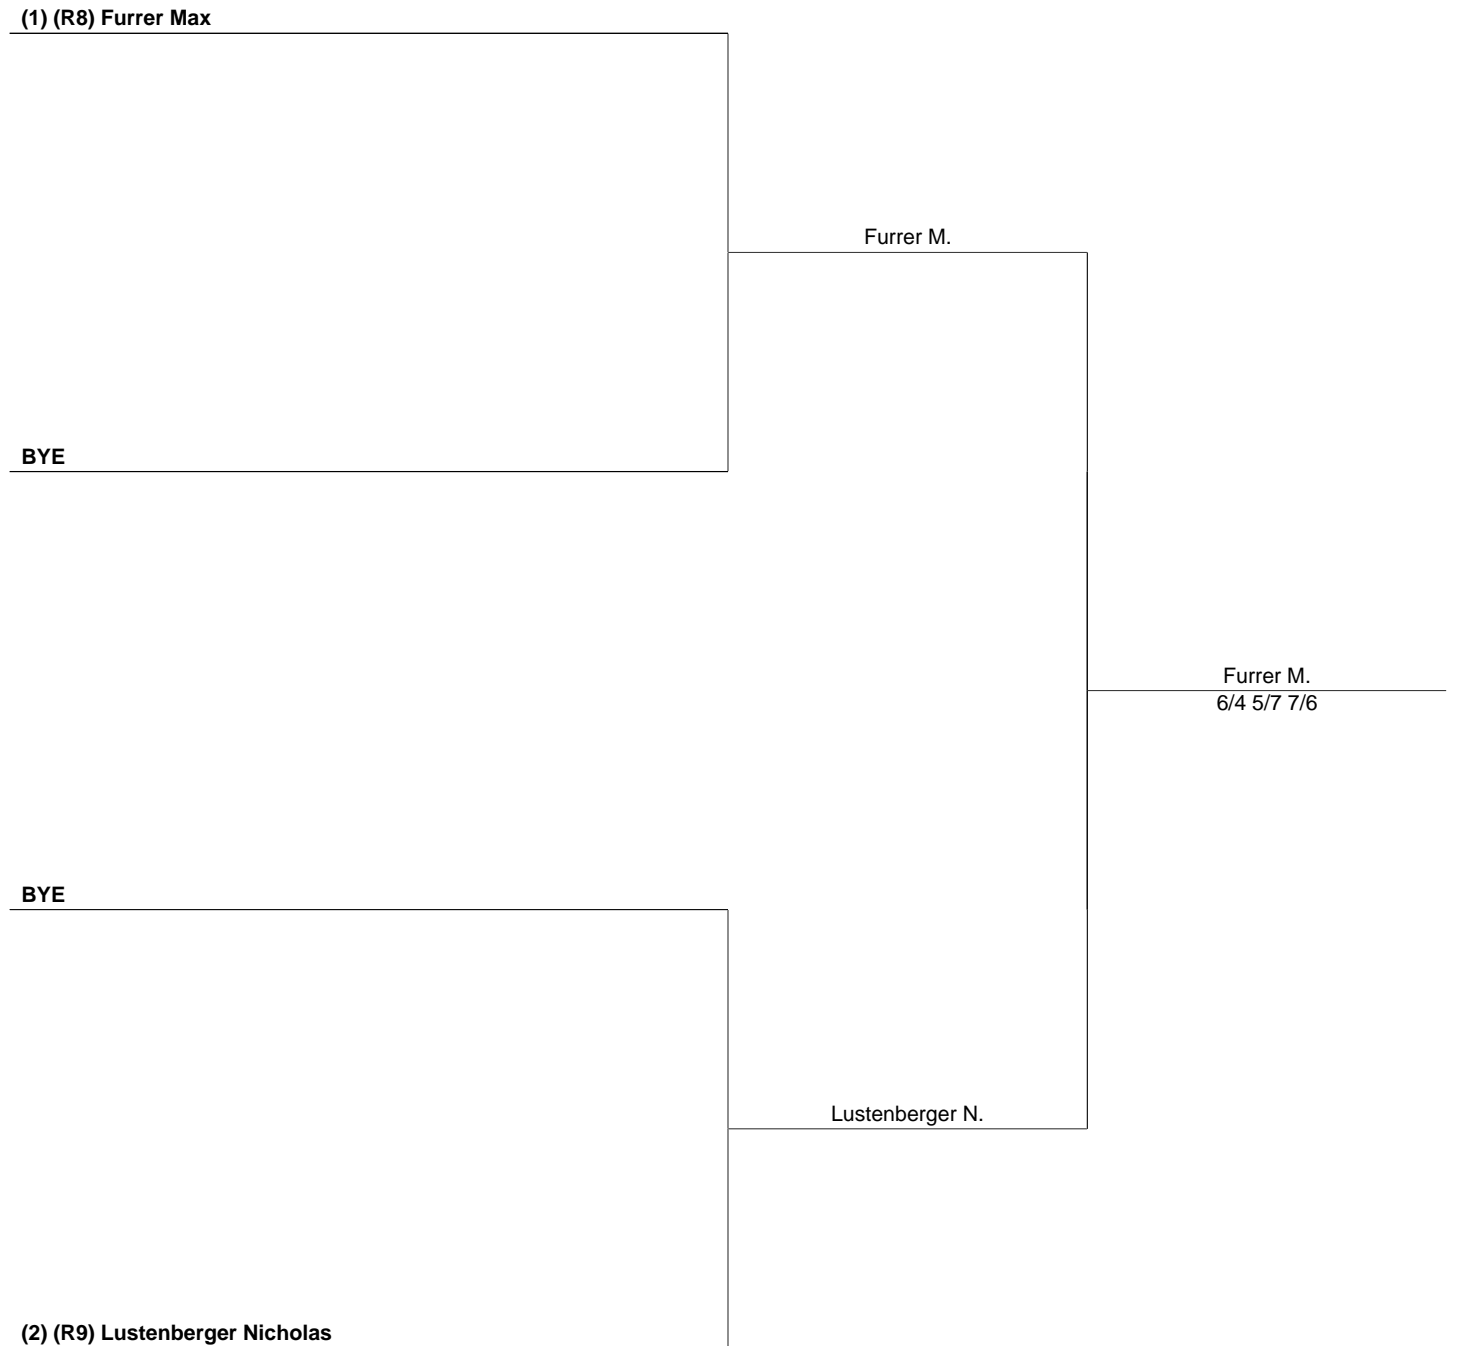 (1) (R8) Furrer Max
Furrer M.
BYE
Furrer M.
6/4 5/7 7/6
BYE
Lustenberger N.
(2) (R9) Lustenberger Nicholas